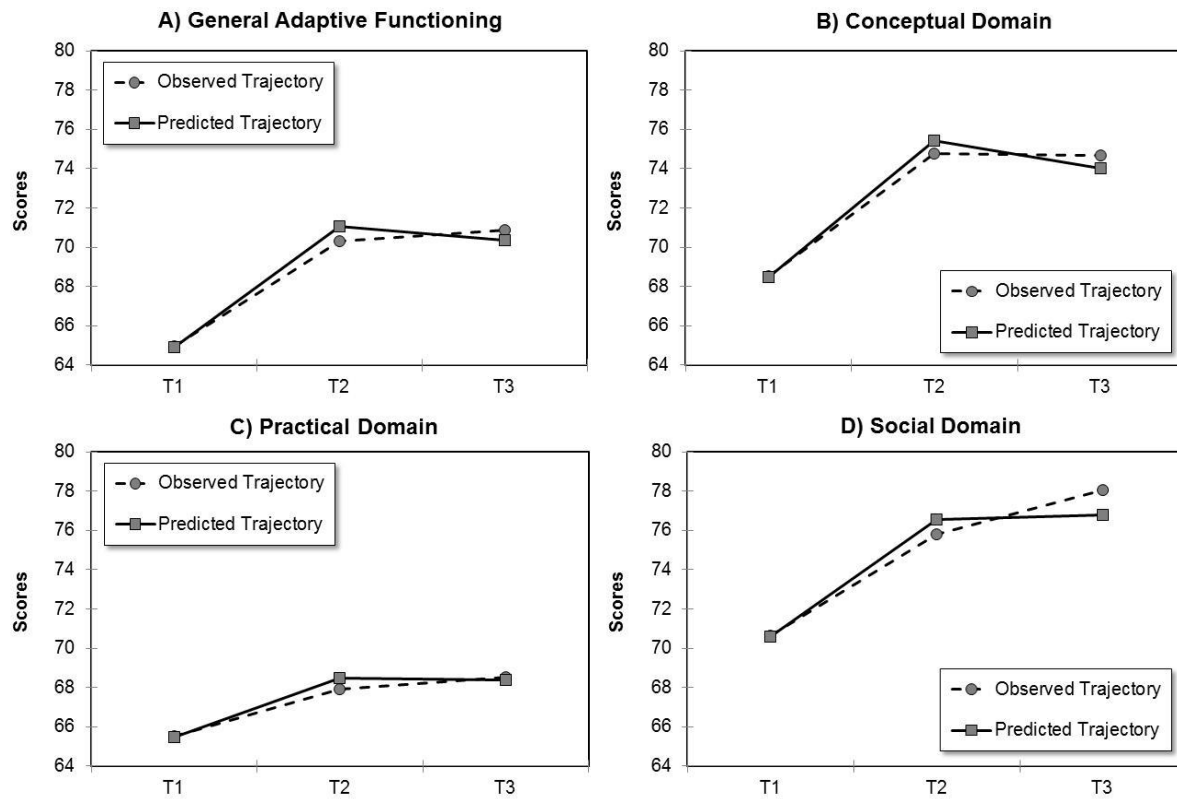 A) General Adaptive Functioning
80
78
76
74
72
70
68
66
64
Scores
Observed Trajectory
Predicted Trajectory
T1
T2
T3
B) Conceptual Domain
80
78
76
74
72
70
68
66
64
Scores
Observed Trajectory
Predicted Trajectory
T1
T2
T3
C) Practical Domain
80
78
76
74
72
70
68
66
64
Scores
Observed Trajectory
Predicted Trajectory
T1
T2
T3
D) Social Domain
80
78
76
74
72
70
68
66
64
Scores
Observed Trajectory
Predicted Trajectory
T1
T2
T3